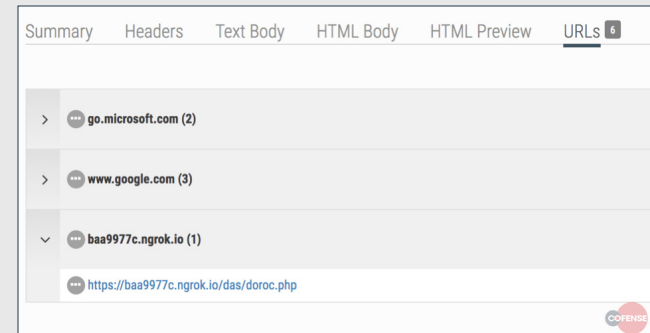 Summary Headers Text Body HTML Body HTML Preview URLs 6
go.microsoft.com (2)
www.google.com (3)
baa9977c.ngrok.io (1)
https://baa9977c.ngrok.io/das/doroc.php
COFENSE